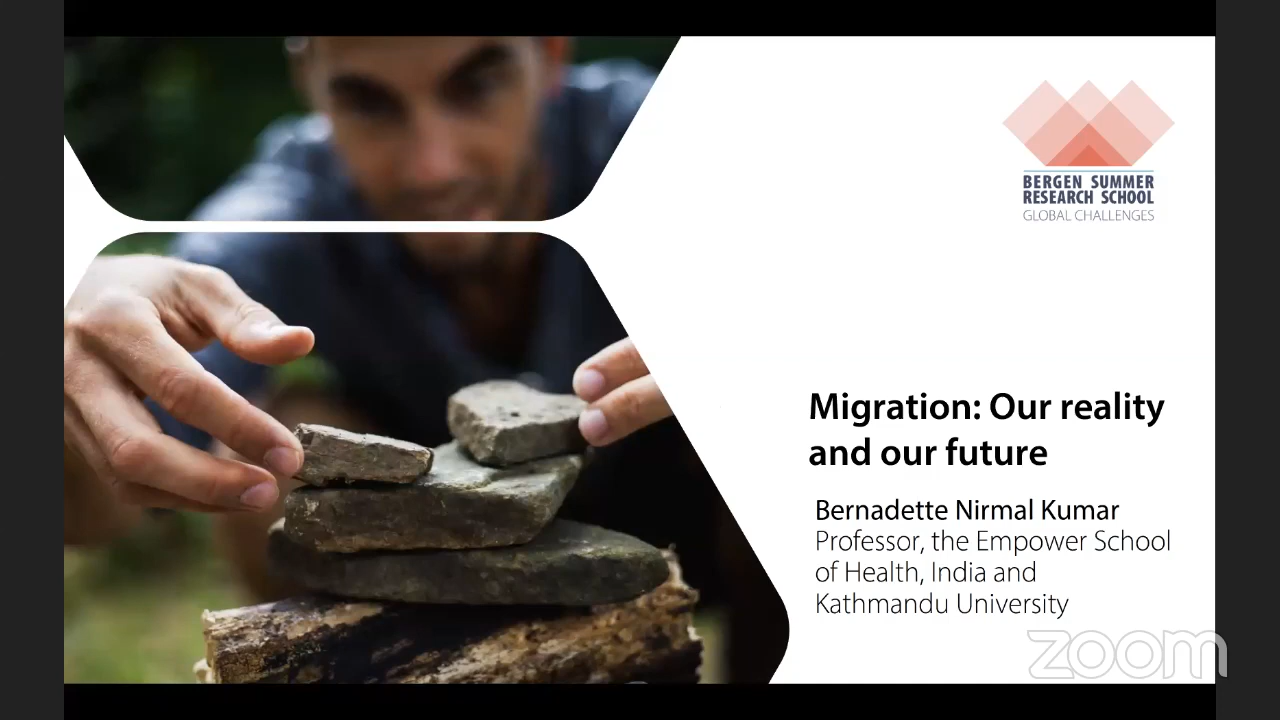 BERGEN SUMMER
RESEARCH SCHOOL
GLOBAL CHALLENGES
Migration: Our reality
and our future
Bernadette Nirmal Kumar
Professor, the Empower School
of Health, India and
Kathmandu University
zoom